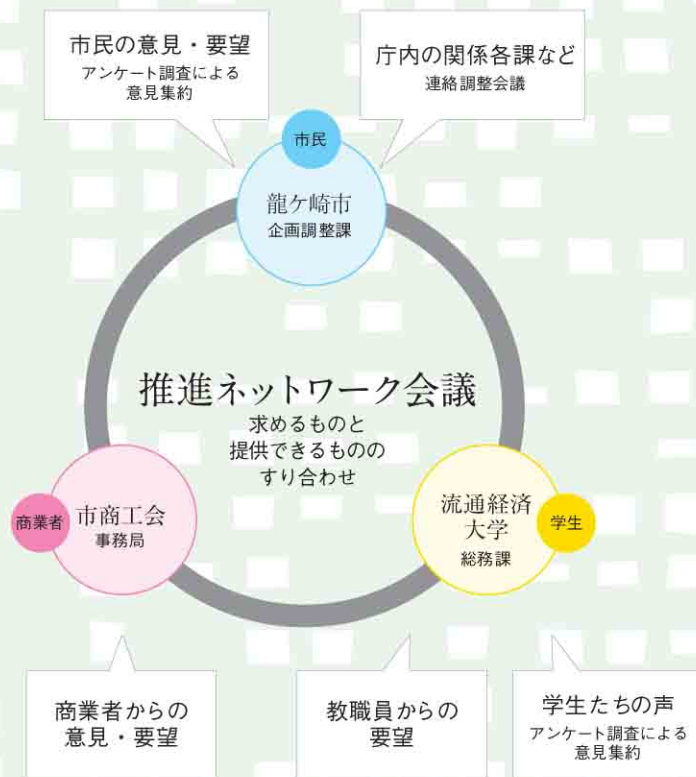 市民の意見・要望
アンケート調査による
意見集約
庁内の関係各課など
連絡調整会議
市民
龍ケ崎市
企画調整課
推進ネットワーク会議
求めるものと
提供できるものの
すり合わせ
商業者
市商工会
事務局
流通経済
大学
総務課
学生
商業者からの
意見・要望
教職員からの
要望
学生たちの声
アンケート調査による
意見集約